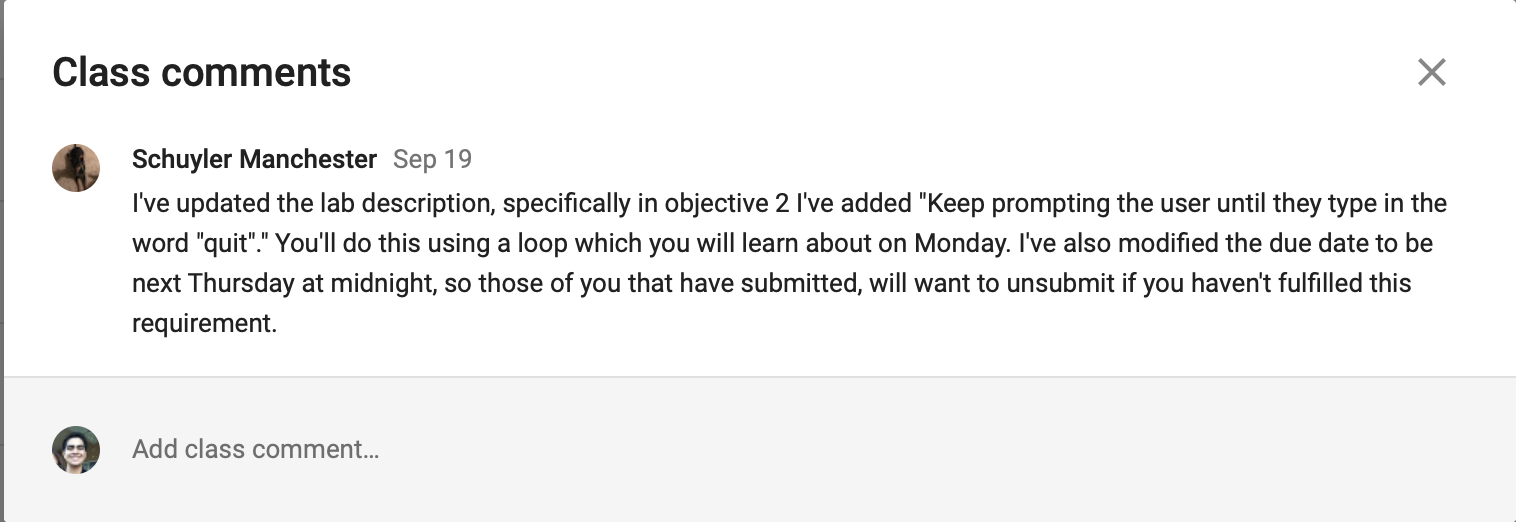 Class comments
Schuyler Manchester Sep 19
I've updated the lab description, specifically in objective 2 I've added "Keep prompting the user until they type in the
word "quit"." You'll do this using a loop which you will learn about on Monday. I've also modified the due date to be
next Thursday at midnight, so those of you that have submitted, will want to unsubmit if you haven't fulfilled this
requirement.
Add class comment...